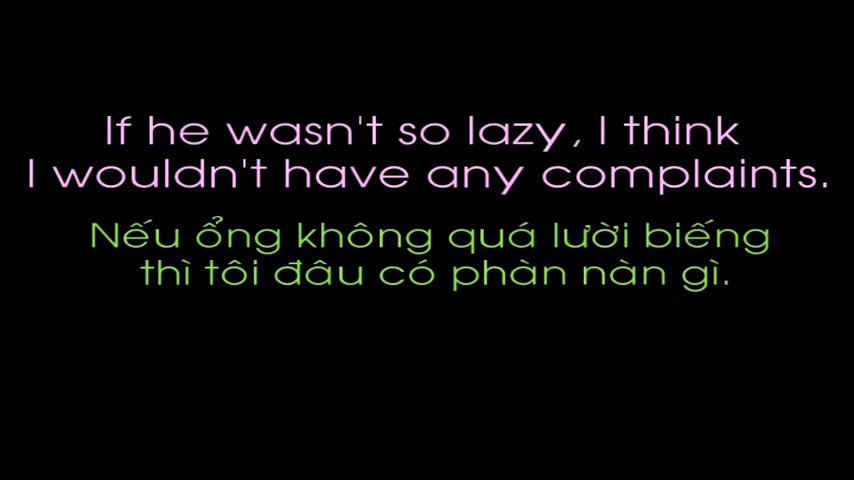 If he wasn't so lazy, I think
I wouldn't have any complaints.
Nếu ổng không quá lười biếng
thì tôi đâu có phàn nàn gì.